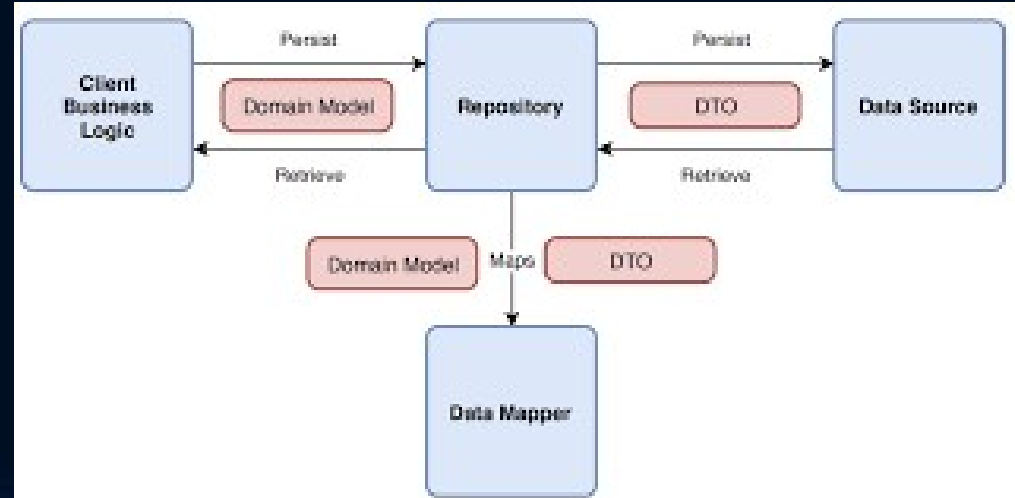 Persist
Persist
Client
Business
Logic
Domain Model
Repository
DTO
Data Source
Retrieve
Retrieve
Domain Model
Maps
DTO
Data Mapper